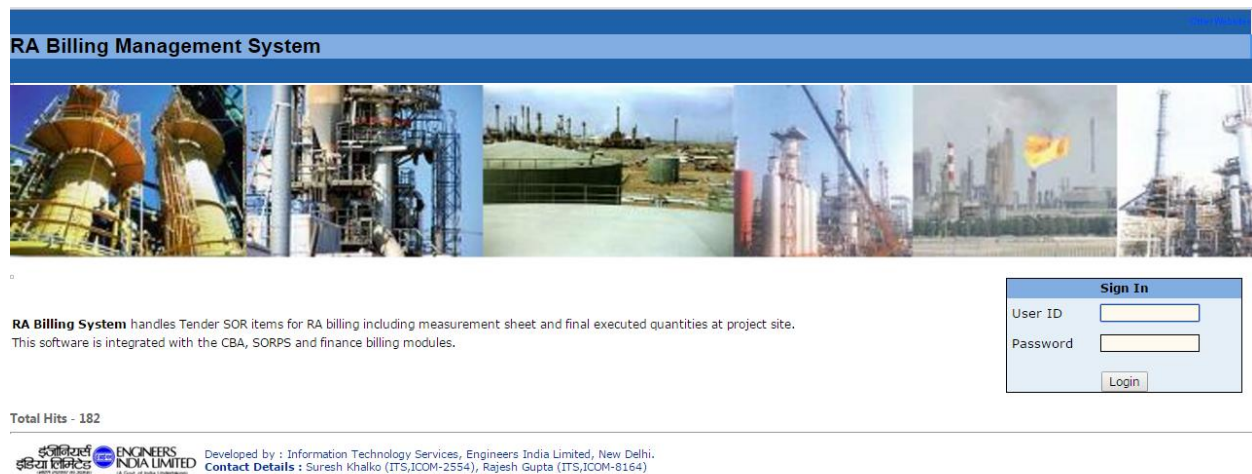 RA Billing Management System
Sign In
User ID
Password
Login
RA Billing System handles Tender SOR items for RA billing including measurement sheet and final executed quantities at project site.
This software is integrated with the CBA, SORPS and finance billing modules.
Total Hits - 182
इंजीनियर्स
इंडिया लिमिटेड
ENGINEERS
INDIA LIMITED
Developed by : Information Technology Services, Engineers India Limited, New Delhi.
Contact Details : Suresh Khalko (ITS,ICOM-2554), Rajesh Gupta (ITS,ICOM-8164)